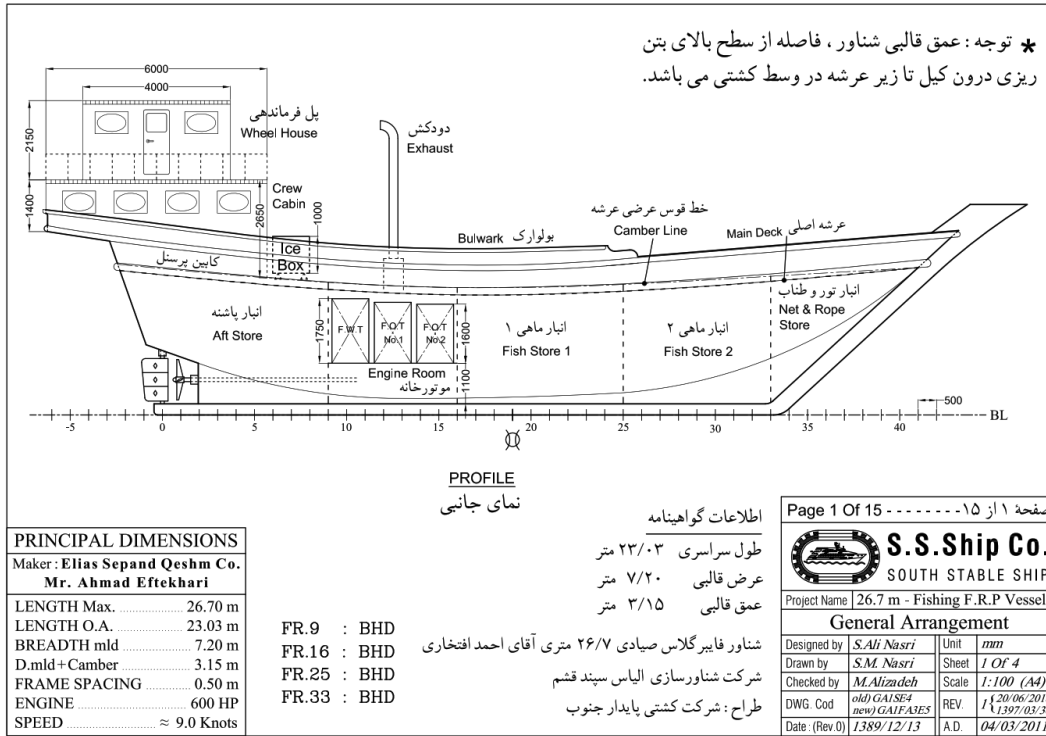 * توجه : عمق قالبی شناور ، فاصله از سطح بالای بتن
ریزی درون کیل تا زیر عرشه در وسط کشتی می باشد.
6000
4000
2150
1400
پل فرماندهی
Wheel House
دودکش
Exhaust
Crew
Cabin
2650
1000
Ice
Box
کابین پرسنل
بولوارک Bulwark
خط قوس عرضی عرشه
Camber Line
Main Deck عرشه اصلی
انبار پاشنه
Aft Store
1750
F.W.T
F.O.T
No.1
F.O.T
No.2
1600
1100
Engine Room
موتورخانه
انبار ماهی ۱
Fish Store 1
انبار ماهی ۲
Fish Store 2
انبار تور و طناب
Net & Rope
Store
500
BL
-5 0 5 10 15 20 25 30 35 40
PROFILE
نمای جانبی
PRINCIPAL DIMENSIONS
Maker : Elias Sepand Qeshm Co.
Mr. Ahmad Eftekhari
LENGTH Max. 26.70 m
LENGTH O.A. 23.03 m
BREADTH mld 7.20 m
D.mld+Camber 3.15 m
FRAME SPACING 0.50 m
ENGINE 600 HP
SPEED ≈ 9.0 Knots
FR.9 : BHD
FR.16 : BHD
FR.25 : BHD
FR.33 : BHD
اطلاعات گواهینامه
طول سراسری ۲۳/۰۳ متر
عرض قالبی ۷/۲۰ متر
عمق قالبی ۳/۱۵ متر
شناور فایبرگلاس صیادی ۲۶/۷ متری آقای احمد افتخاری
شرکت شناورسازی الیاس سپند قشم
طراح : شرکت کشتی پایدار جنوب
Page 1 Of 15 - - - - - - - - صفحۀ ۱ از ۱۵
S.S.Ship Co.
SOUTH STABLE SHIP
Project Name 26.7 m - Fishing F.R.P Vessel
General Arrangement
Designed by S.Ali Nasri Unit mm
Drawn by S.M. Nasri Sheet 1 Of 4
Checked by M.Alizadeh Scale 1:100 (A4)
DWG. Cod old) GA1SE4 new) GA1FA3E5 REV. 1
Date : (Rev.0) 1389/12/13 A.D. 04/03/2011